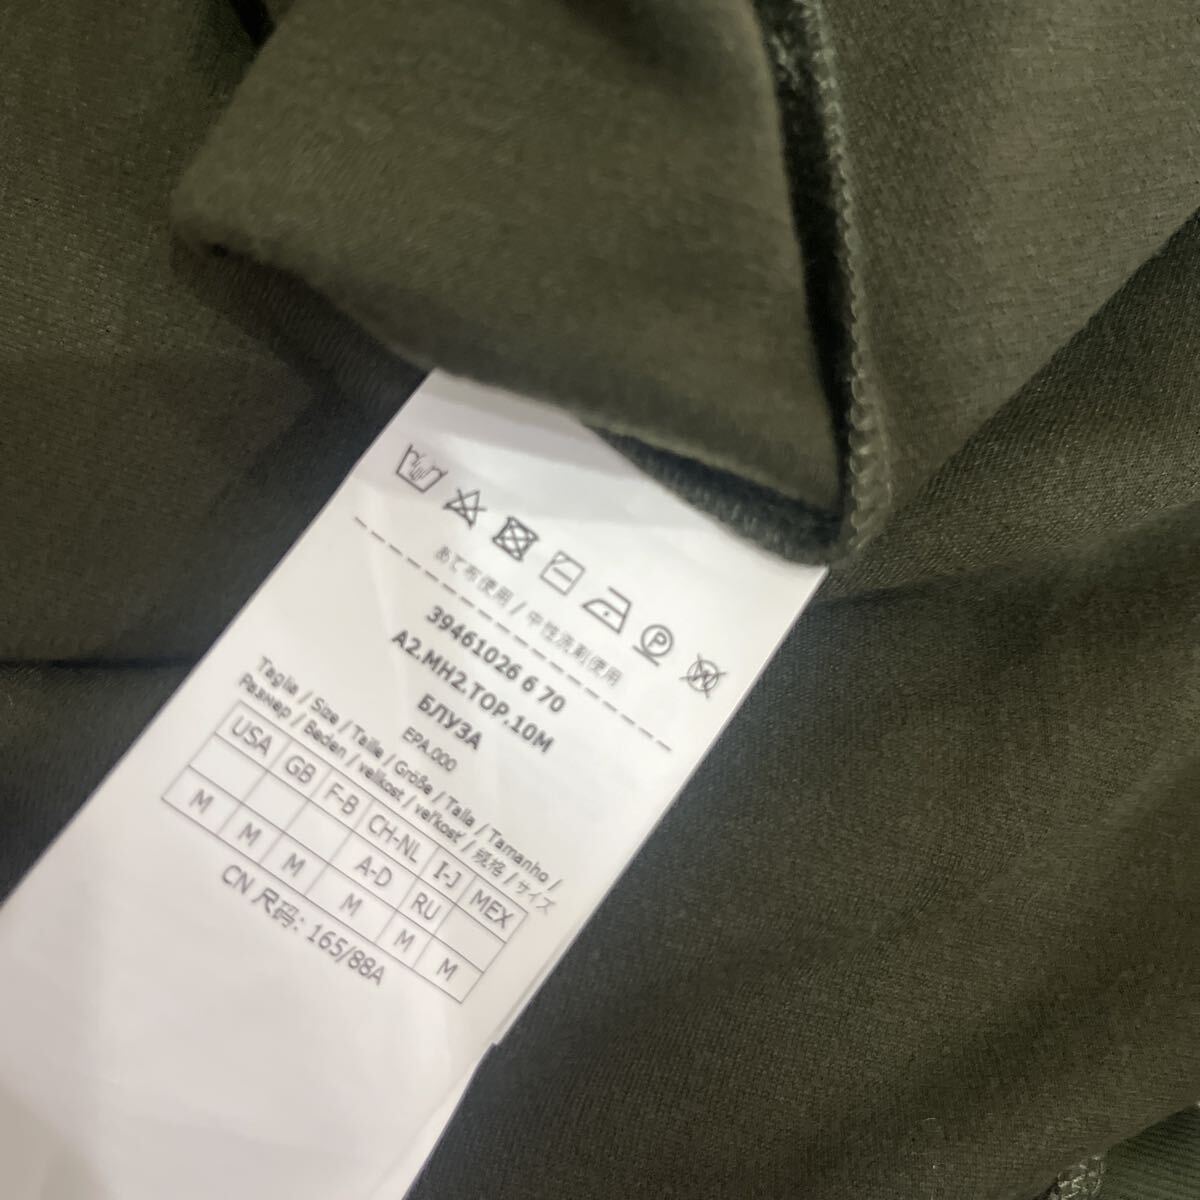 P
W
あて布使用 / 中性洗剤使用
39461026 6 70
A2.MH2.TOP.10M
БЛУЗА
EPA.000
Taglia / Size / Taille / Größe / Talla / Tamanho /
Размер / Beden / velikost / veľkosť / 规格 / サイズ
USA GB F-B CH-NL I-J MEX
A-D RU
M M M M M M
CN 尺码: 165/88A